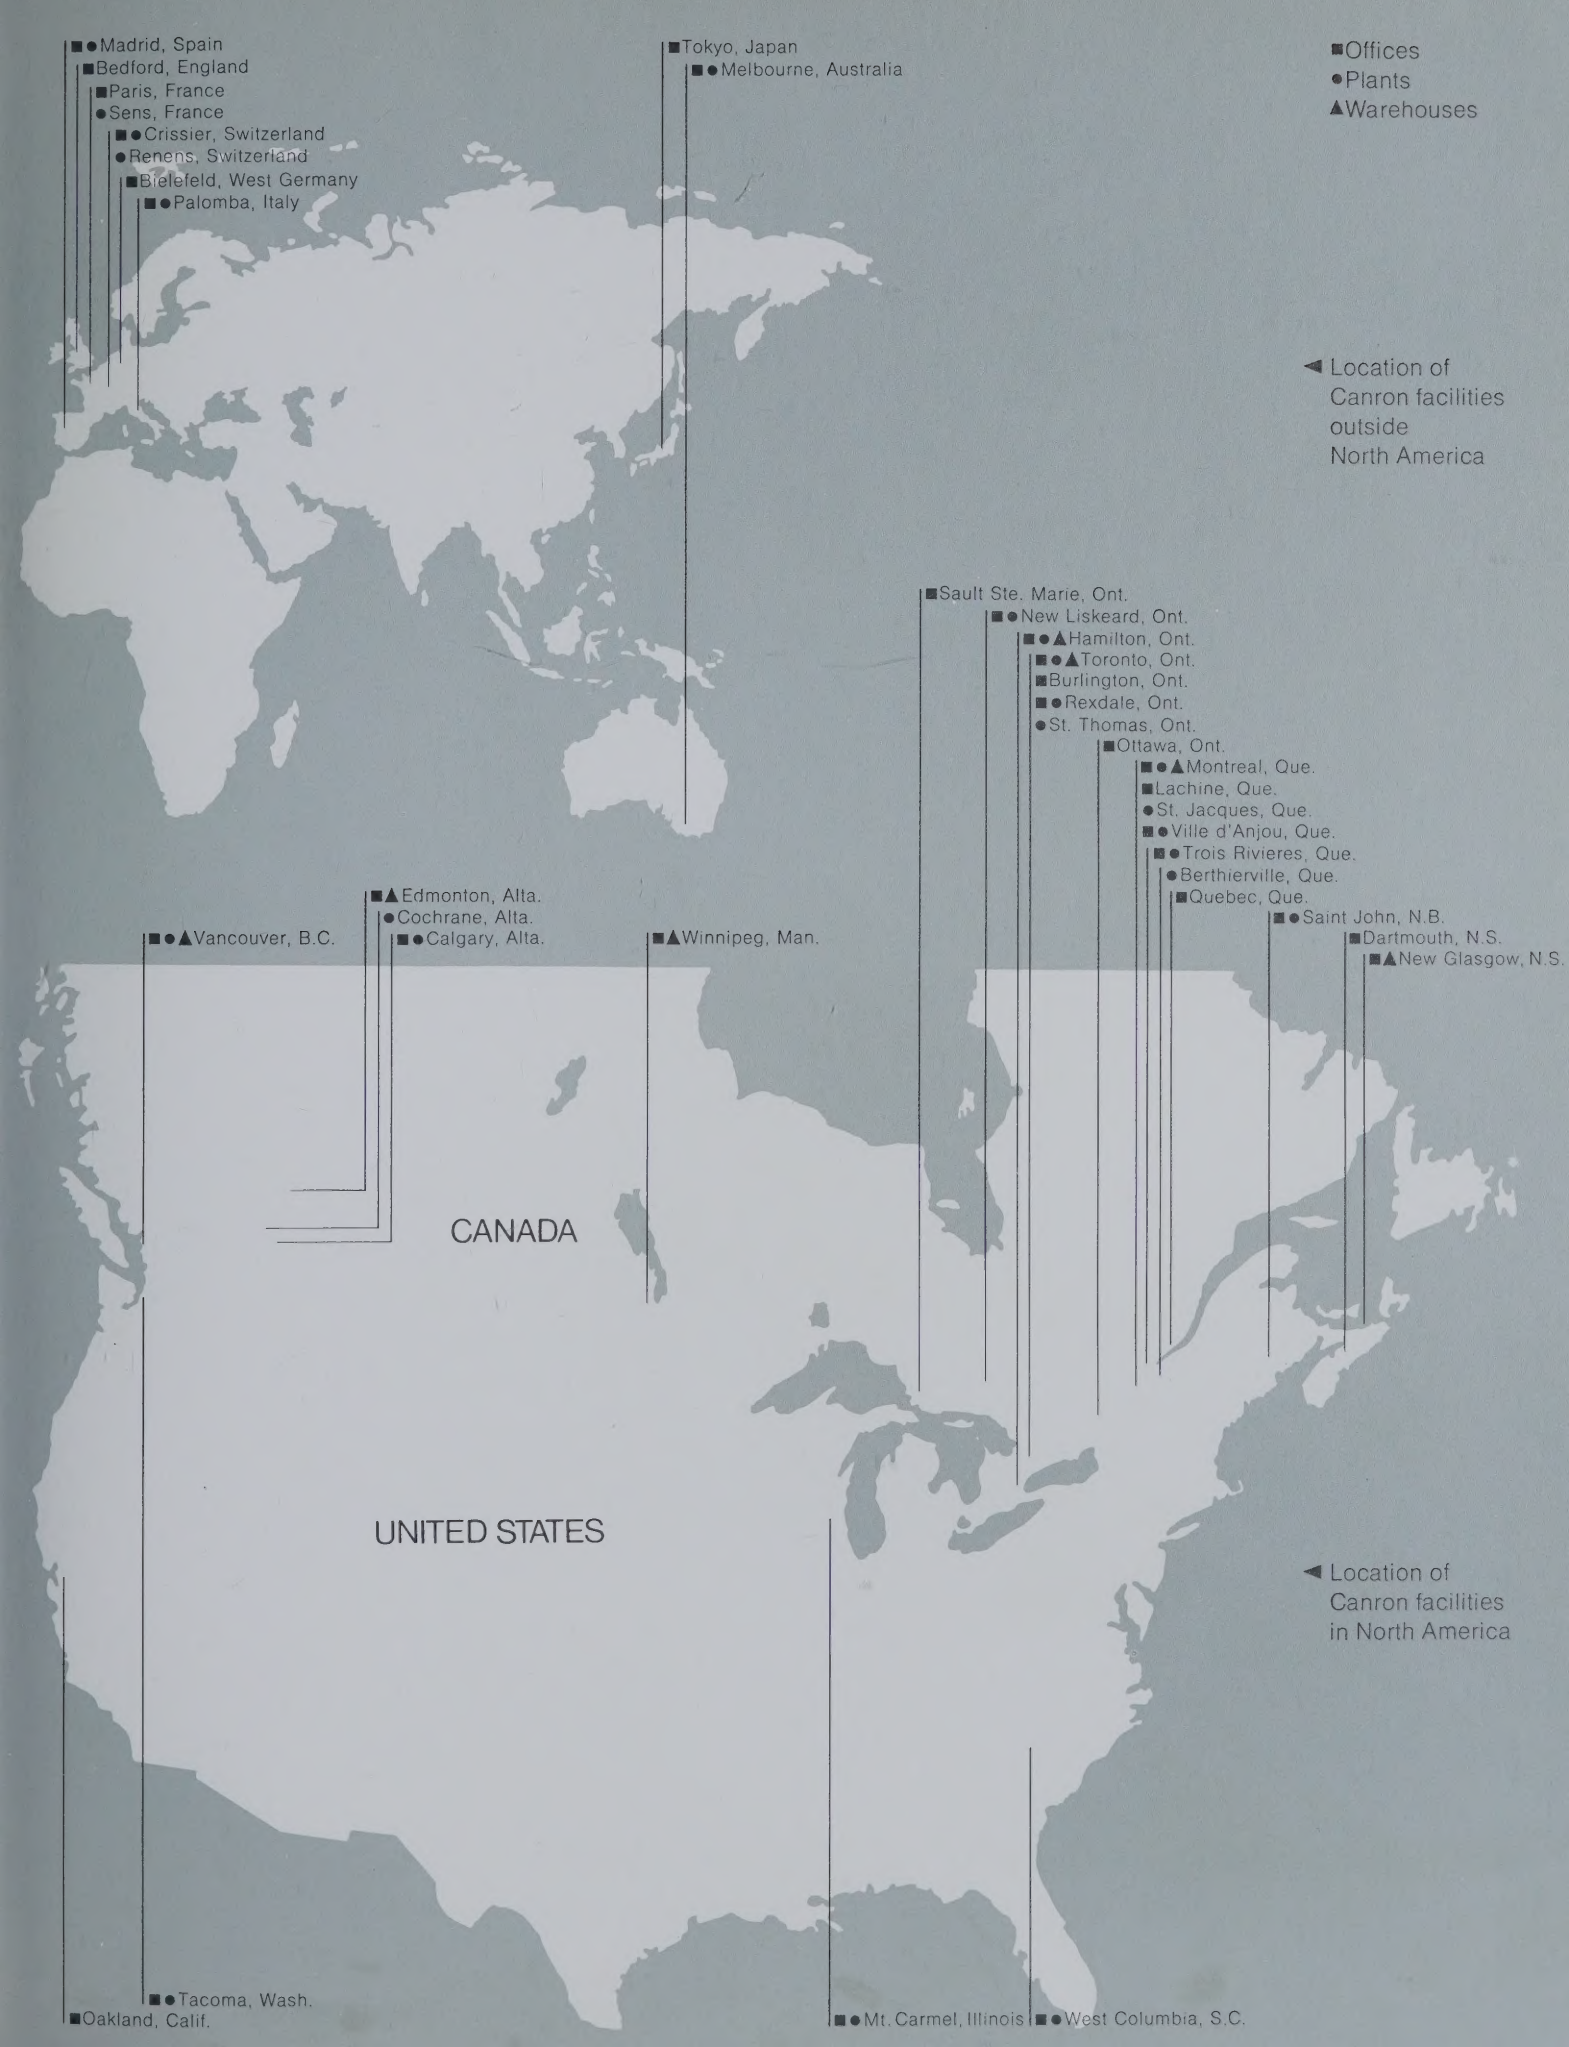 ■●Madrid, Spain
■Bedford, England
■Paris, France
●Sens, France
■●Crissier, Switzerland
●Renens, Switzerland
■Bielefeld, West Germany
■●Palomba, Italy
■Tokyo, Japan
■●Melbourne, Australia
■Offices
●Plants
▲Warehouses
◄ Location of
Canron facilities
outside
North America
■Sault Ste. Marie, Ont.
■●New Liskeard, Ont.
■●▲Hamilton, Ont.
■●▲Toronto, Ont.
■Burlington, Ont.
■●Rexdale, Ont.
●St. Thomas, Ont.
■Ottawa, Ont.
■●▲Montreal, Que.
■Lachine, Que.
●St. Jacques, Que.
■●Ville d'Anjou, Que.
■●Trois Rivieres, Que.
●Berthierville, Que.
■Quebec, Que.
■●Saint John, N.B.
■Dartmouth, N.S.
■▲New Glasgow, N.S.
■▲Edmonton, Alta.
●Cochrane, Alta.
■●Calgary, Alta.
■●▲Vancouver, B.C.
■▲Winnipeg, Man.
CANADA
UNITED STATES
◄ Location of
Canron facilities
in North America
■●Tacoma, Wash.
■Oakland, Calif.
■●Mt. Carmel, Illinois
■●West Columbia, S.C.